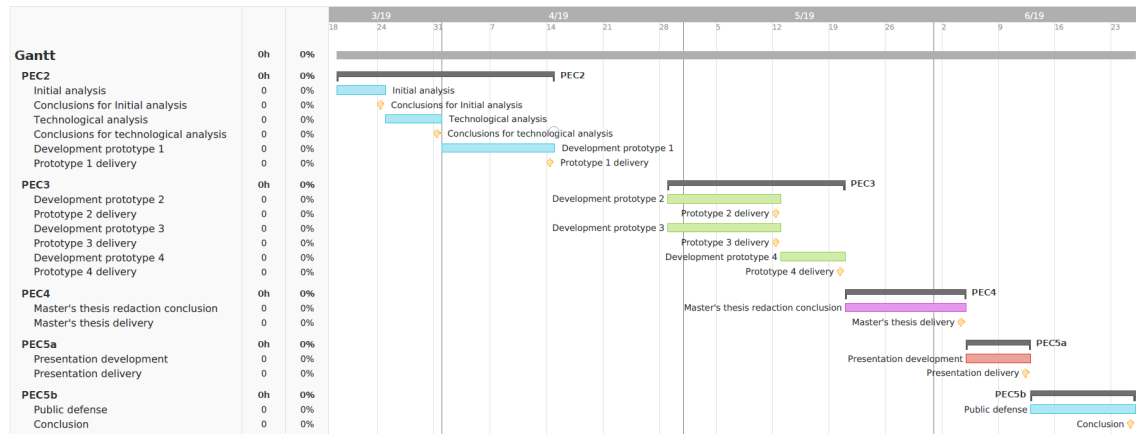 3/19 4/19 5/19 6/19
18 24 31 7 14 21 28 5 12 19 2 9 16 23
Gantt 0h 0%
PEC2 0h 0% PEC2
Initial analysis 0 0% Initial analysis
Conclusions for Initial analysis 0 0% Conclusions for Initial analysis
Technological analysis 0 0% Technological analysis
Conclusions for technological analysis 0 0% Conclusions for technological analysis
Development prototype 1 0 0% Development prototype 1
Prototype 1 delivery 0 0% Prototype 1 delivery
PEC3 0h 0% PEC3
Development prototype 2 0 0% Development prototype 2
Prototype 2 delivery 0 0% Prototype 2 delivery
Development prototype 3 0 0% Development prototype 3
Prototype 3 delivery 0 0% Prototype 3 delivery
Development prototype 4 0 0% Development prototype 4
Prototype 4 delivery 0 0% Prototype 4 delivery
PEC4 0h 0% PEC4
Master's thesis redaction conclusion 0 0% Master's thesis redaction conclusion
Master's thesis delivery 0 0% Master's thesis delivery
PEC5a 0h 0% PEC5a
Presentation development 0 0% Presentation development
Presentation delivery 0 0% Presentation delivery
PEC5b 0h 0% PEC5b
Public defense 0 0% Public defense
Conclusion 0 0% Conclusion